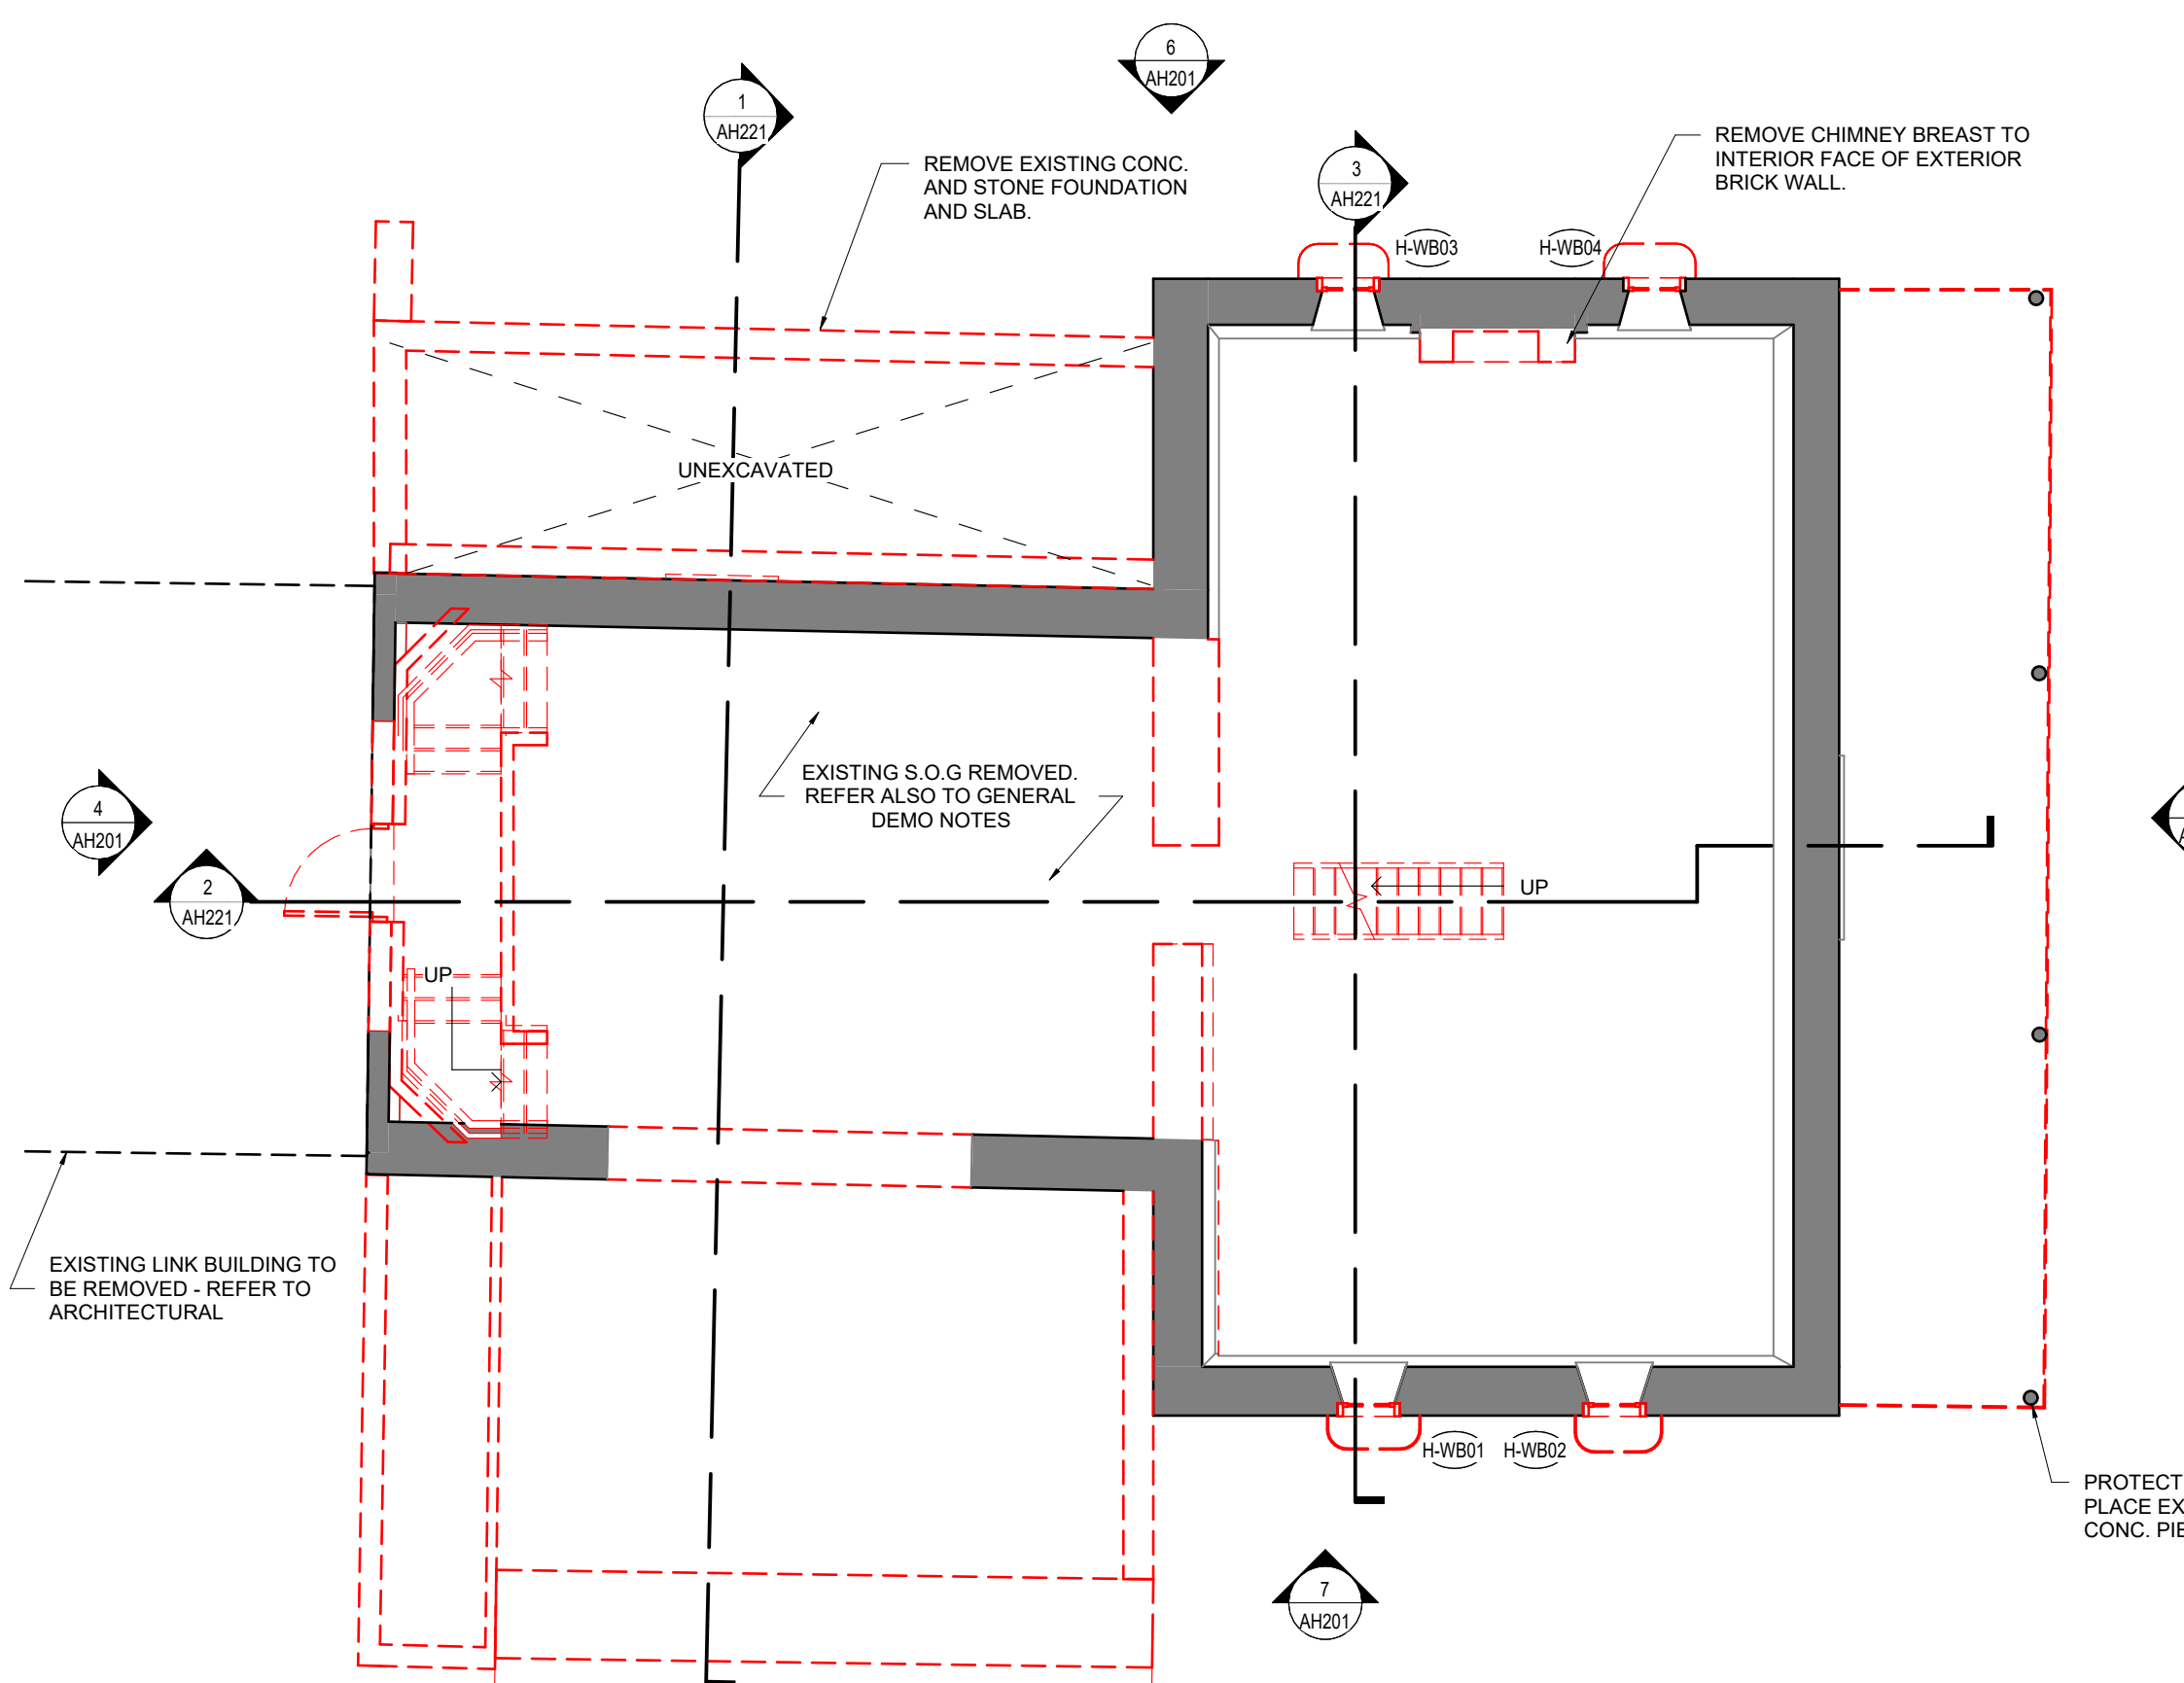 6
AH201
1
AH221
REMOVE EXISTING CONC.
AND STONE FOUNDATION
AND SLAB.
3
AH221
REMOVE CHIMNEY BREAST TO
INTERIOR FACE OF EXTERIOR
BRICK WALL.
H-WB03
H-WB04
UNEXCAVATED
EXISTING S.O.G REMOVED.
REFER ALSO TO GENERAL
DEMO NOTES
4
AH201
2
AH221
UP
UP
EXISTING LINK BUILDING TO
BE REMOVED - REFER TO
ARCHITECTURAL
H-WB01
H-WB02
PROTECT
PLACE EX
CONC. PIE
7
AH201